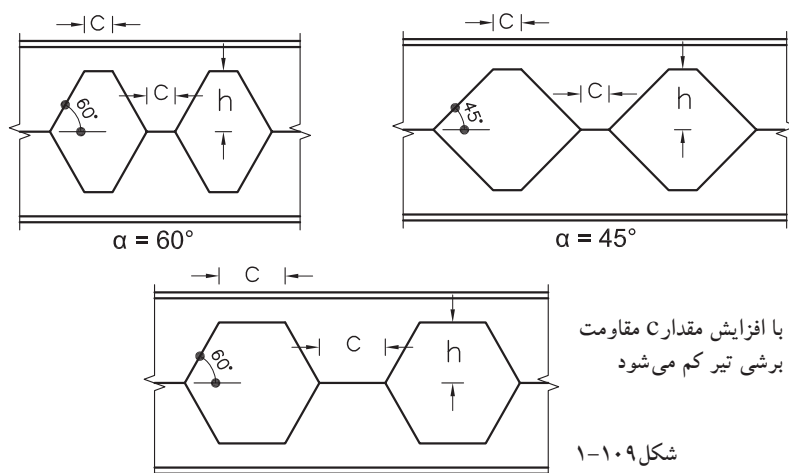 C C
C C
h h
60° 45°
α = 60° α = 45°
C
C
h
60°
با افزایش مقدار C مقاومت
برشی تیر کم می‌شود
شکل ۱۰۹-۱